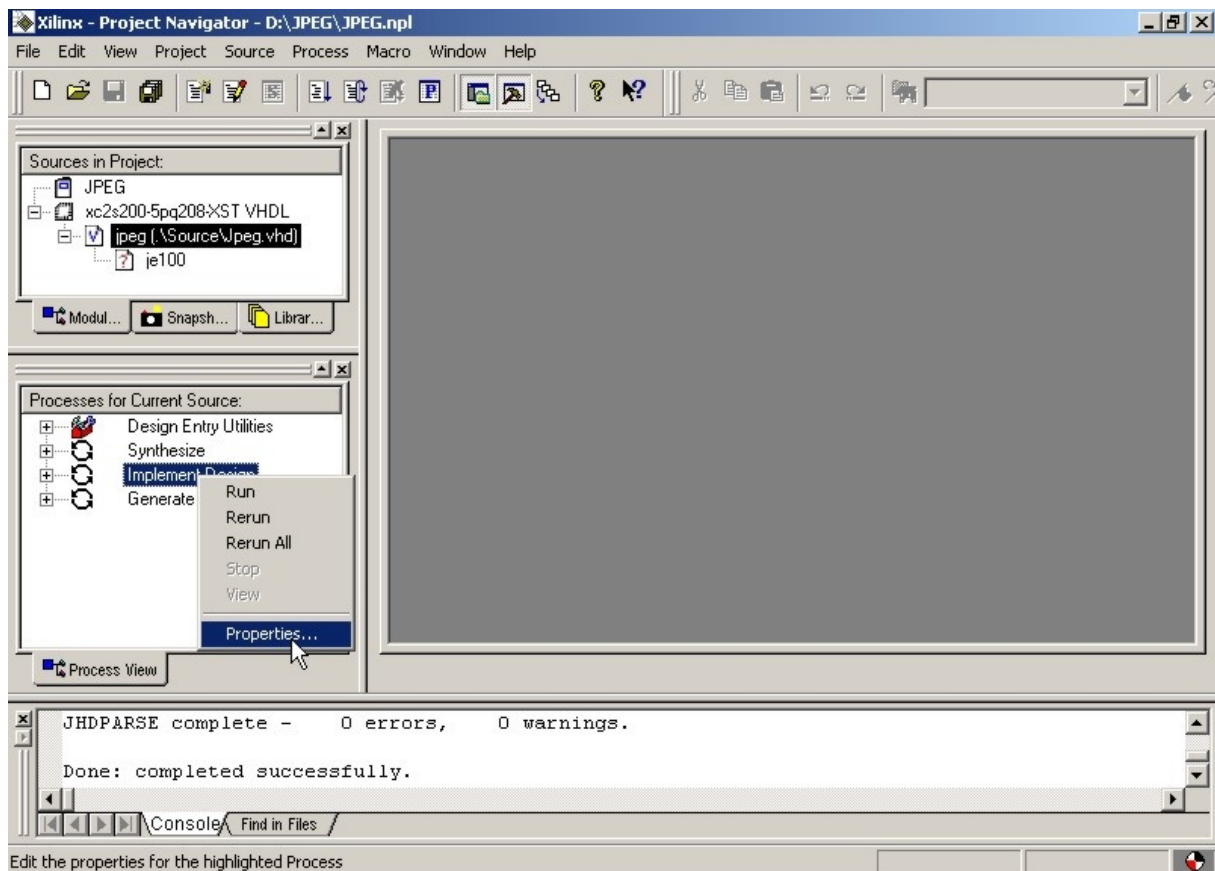 Xilinx - Project Navigator - D:\JPEG\JPEG.npl
File Edit View Project Source Process Macro Window Help
P
Sources in Project:
JPEG
xc2s200-5pq208-XST VHDL
jpeg (.\Source\Jpeg.vhd)
je100
Modul... Snapsh... Librar...
Processes for Current Source:
Design Entry Utilities
Synthesize
Implement Design
Generate
Run
Rerun
Rerun All
Stop
View
Properties...
Process View
JHDPARSE complete - 0 errors, 0 warnings.
Done: completed successfully.
Console Find in Files
Edit the properties for the highlighted Process